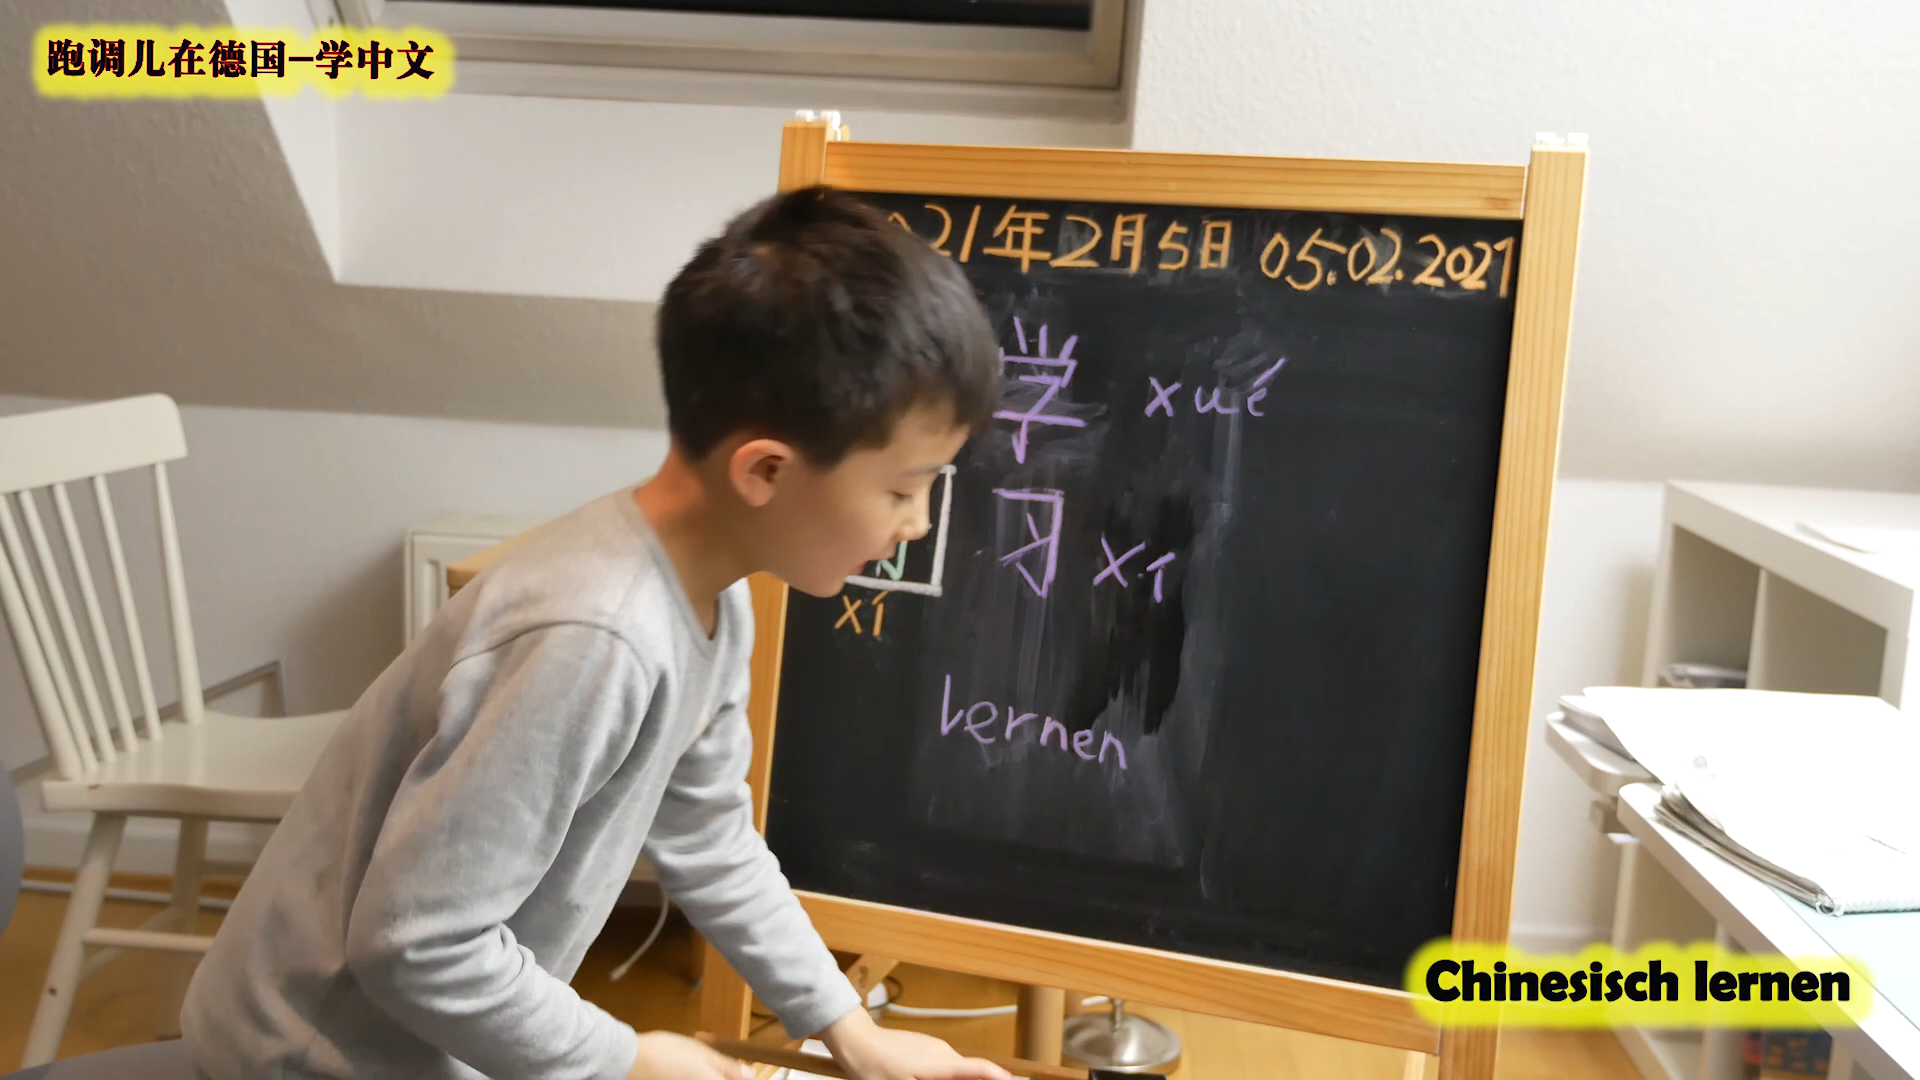 跑调儿在德国-学中文
021年2月5日 05.02.2021
学 xué
习 xí
xí
lernen
Chinesisch lernen